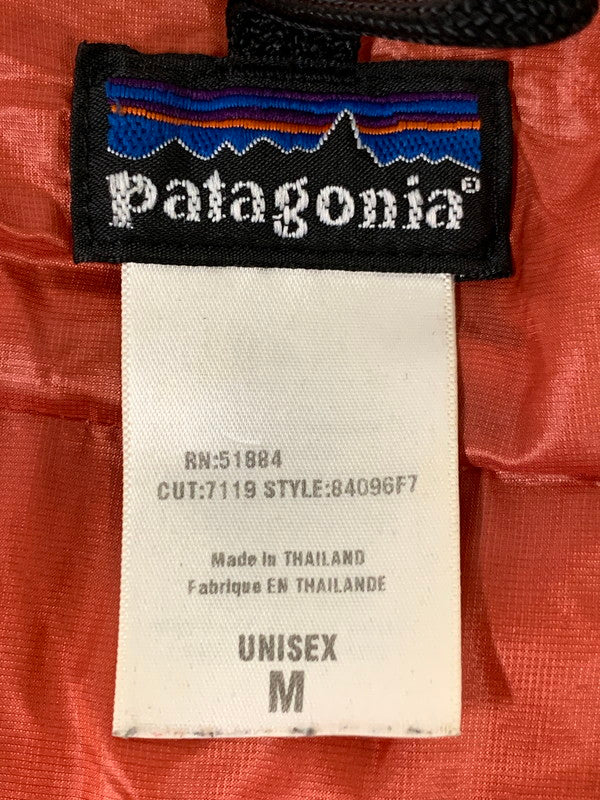 patagonia®
RN:51884
CUT:7119 STYLE:84096F7
Made in THAILAND
Fabrique EN THAILANDE
UNISEX
M